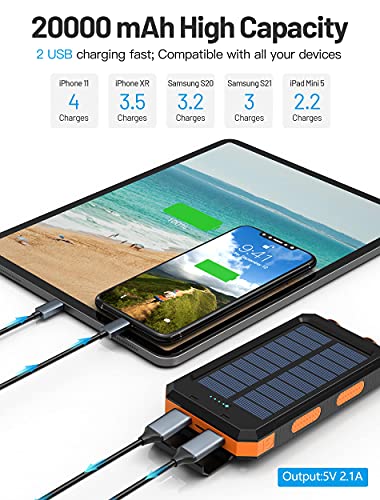 20000 mAh High Capacity
2 USB charging fast; Compatible with all your devices
iPhone 11
4
Charges
iPhone XR
3.5
Charges
Samsung S20
3.2
Charges
Samsung S21
3
Charges
iPad Mini 5
2.2
Charges
100%
9:41
Output:5V 2.1A